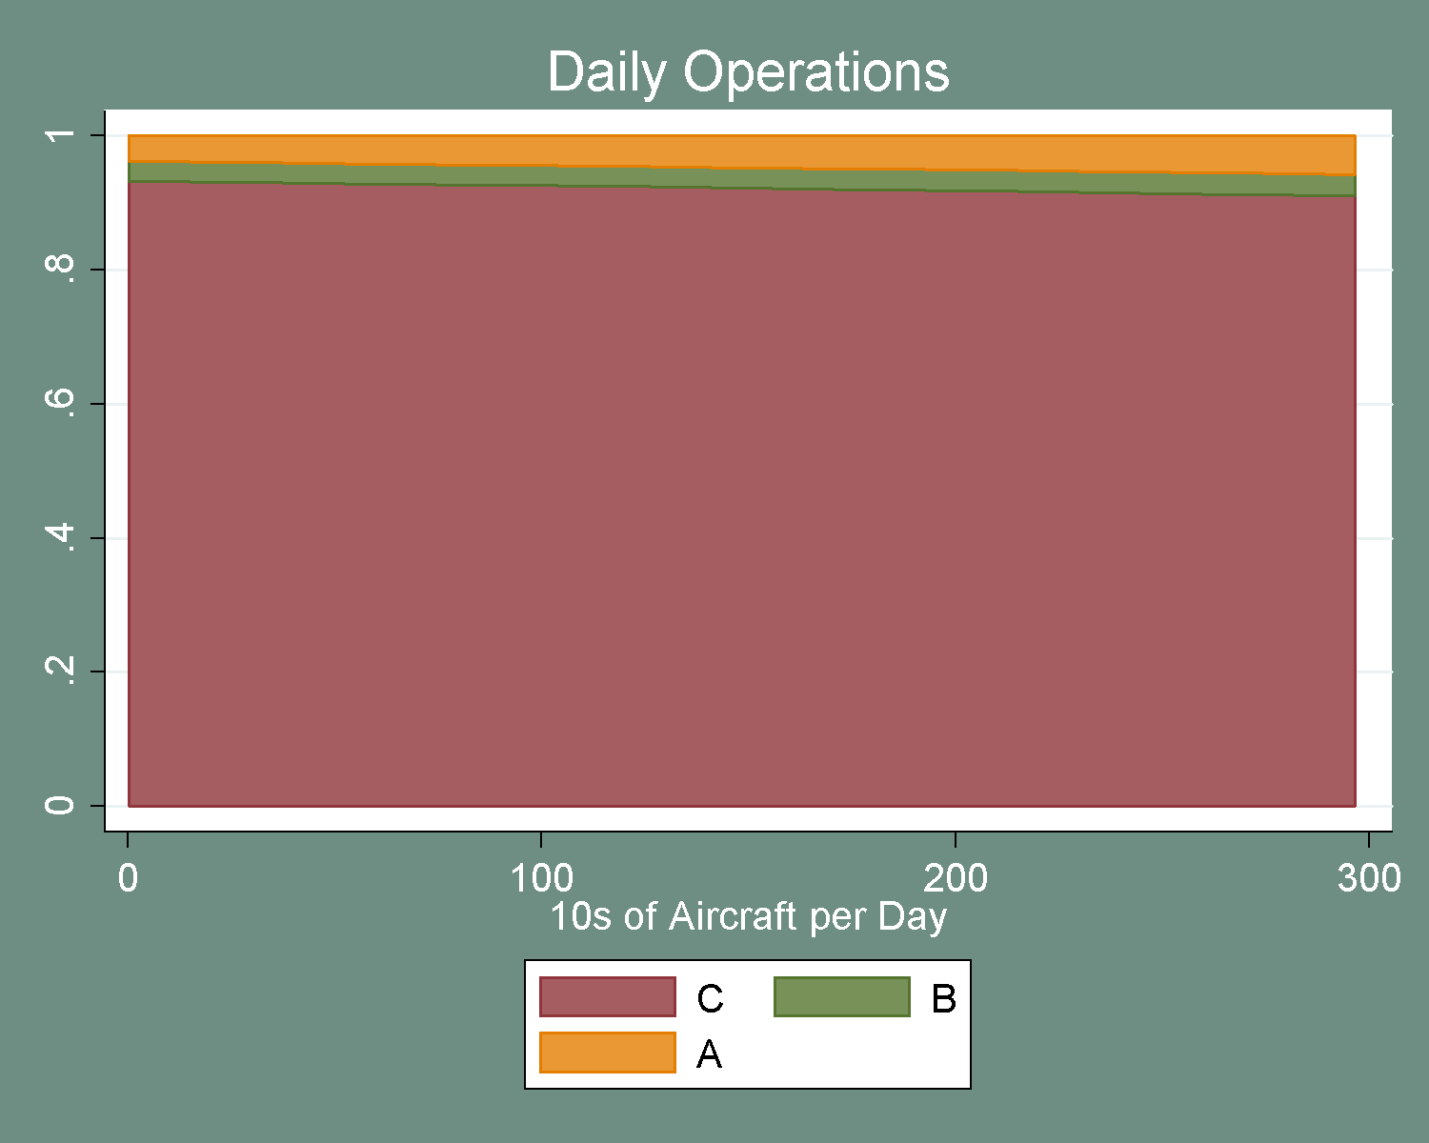 Daily Operations
1
.8
.6
.4
.2
0
0 100 200 300
10s of Aircraft per Day
C B
A